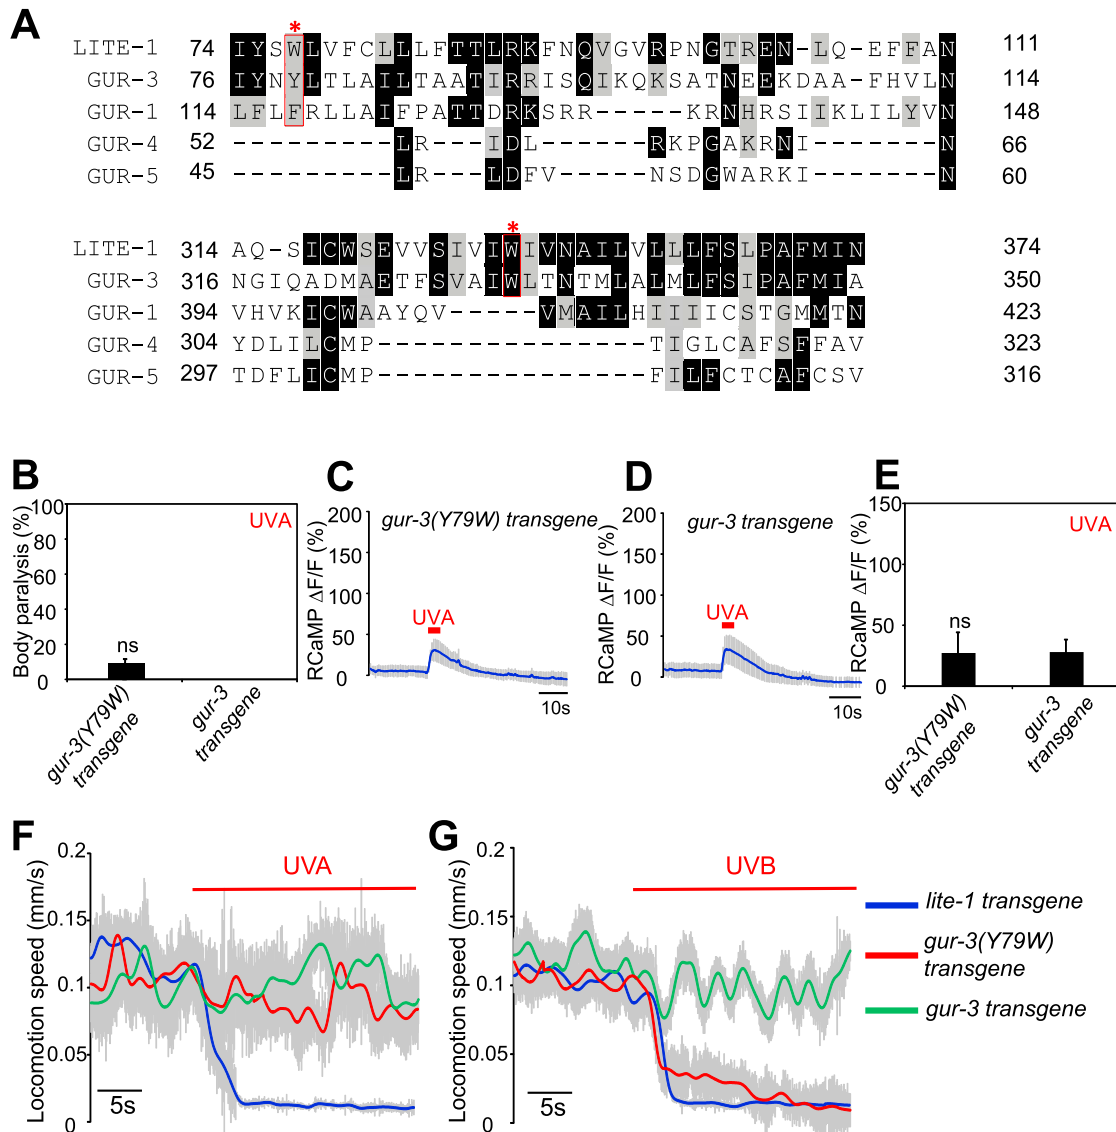 A
*
LITE-1 74 IYSWLVFCLLLFTTLRKFNQVGVRPNGTREN-LQ-EFFAN 111
GUR-3 76 IYNYLTLAILTAATIRRISQIKQKSATNEEKDAA-FHVLN 114
GUR-1 114 LFLFRLLAIFPATTDRKSRR-----KRNHRSIIKLILYVN 148
GUR-4 52 ---------LR---IDL------RKPGAKRNI-------N 66
GUR-5 45 ---------LR---LDFV-----NSDGWARKI-------N 60
*
LITE-1 314 AQ-SICWSEVVSIVIWIVNAILVLLLFSLPAFMIN 374
GUR-3 316 NGIQADMAETFSVAIWLTNTMLALMLFSIPAFMIA 350
GUR-1 394 VHVKICWAAYQV-----VMAILHIIIICSTGMMTN 423
GUR-4 304 YDLILCMP---------------TIGLCAFSFFAV 323
GUR-5 297 TDFLICMP---------------FILFCTCAFCSV 316
B
Body paralysis (%)
100
80
60
40
20
0
UVA
ns
gur-3(Y79W) transgene
gur-3 transgene
C
RCaMP ΔF/F (%)
200
150
100
50
0
gur-3(Y79W) transgene
UVA
10s
D
RCaMP ΔF/F (%)
200
150
100
50
0
gur-3 transgene
UVA
10s
E
RCaMP ΔF/F (%)
150
100
50
0
UVA
ns
gur-3(Y79W) transgene
gur-3 transgene
F
Locomotion speed (mm/s)
0.2
0.15
0.1
0.05
0
UVA
5s
G
Locomotion speed (mm/s)
0.2
0.15
0.1
0.05
0
UVB
5s
lite-1 transgene
gur-3(Y79W)
transgene
gur-3 transgene